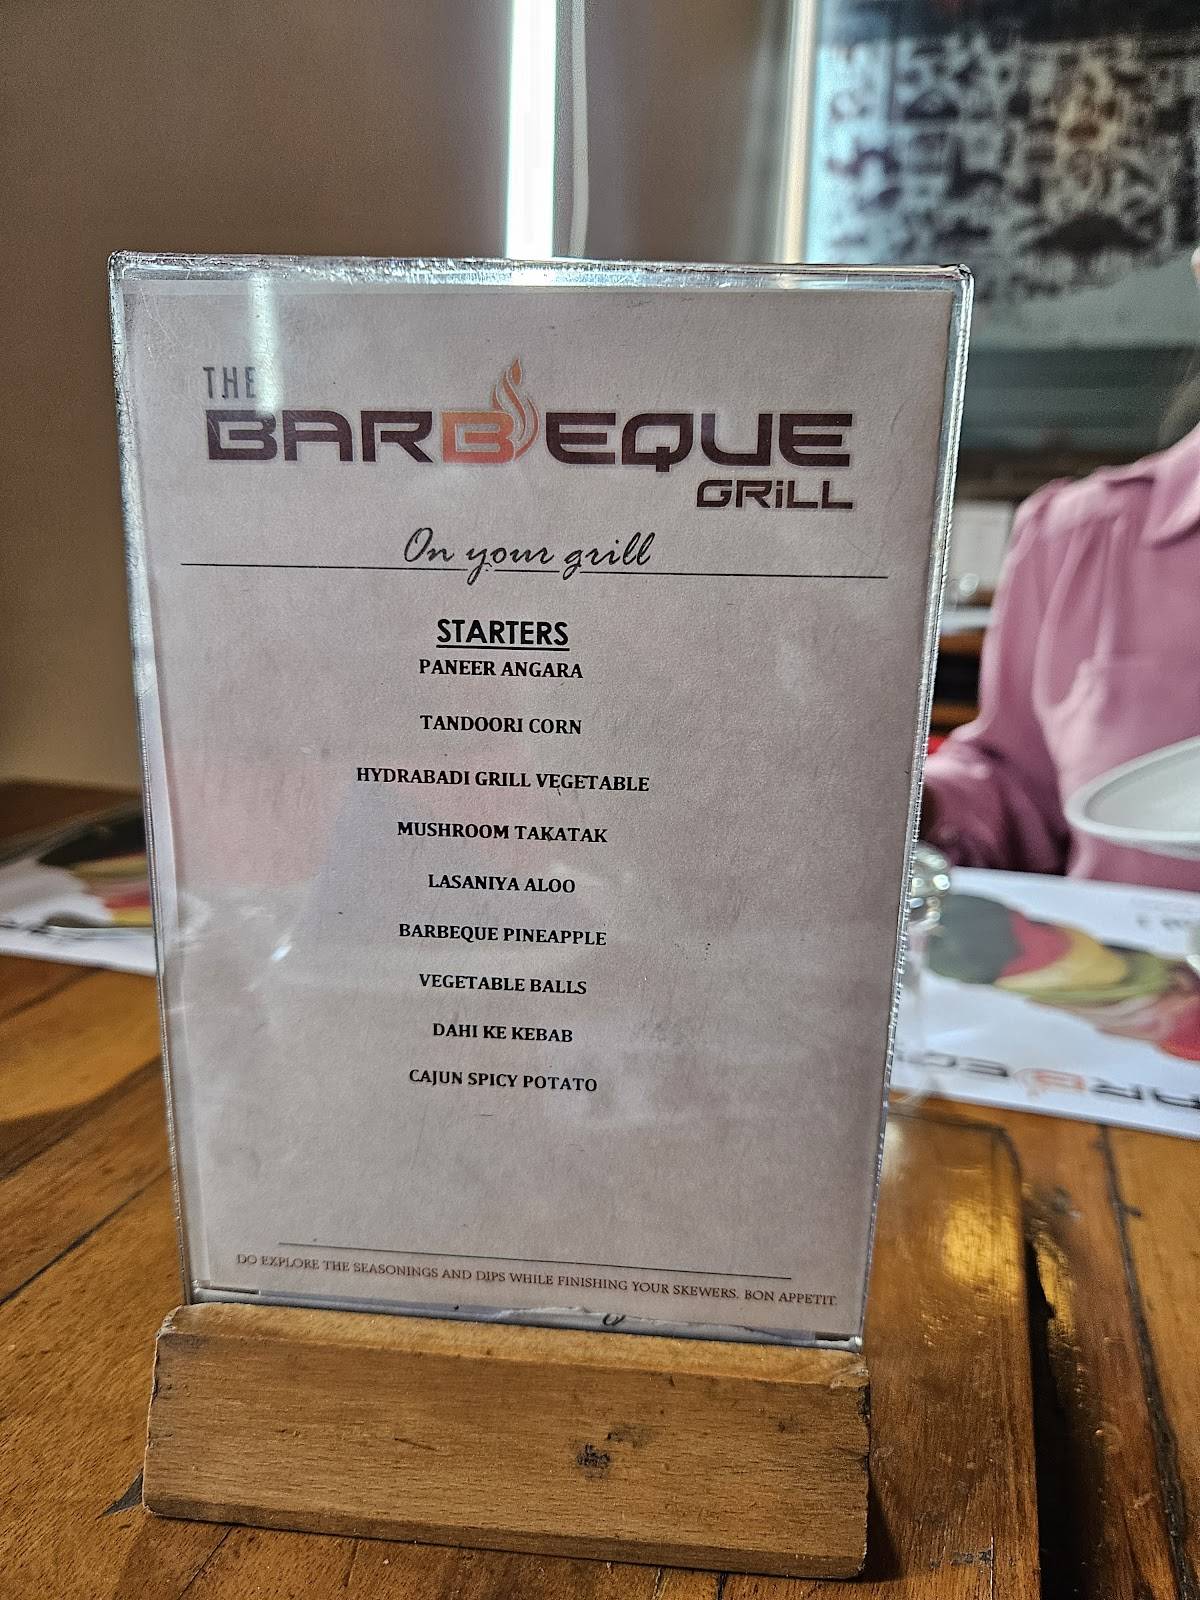 THE
BARBEQUE
GRiLL
On your grill
STARTERS
PANEER ANGARA
TANDOORI CORN
HYDRABADI GRILL VEGETABLE
MUSHROOM TAKATAK
LASANIYA ALOO
BARBEQUE PINEAPPLE
VEGETABLE BALLS
DAHI KE KEBAB
CAJUN SPICY POTATO
DO EXPLORE THE SEASONINGS AND DIPS WHILE FINISHING YOUR SKEWERS. BON APPETIT.